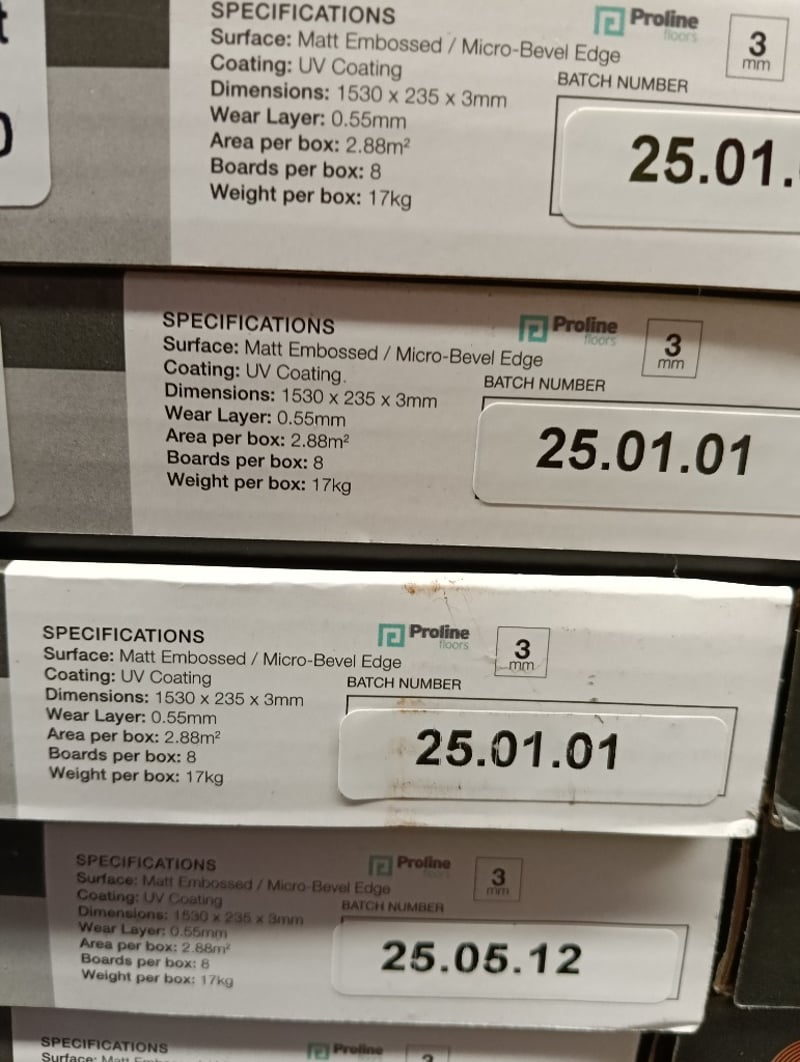 SPECIFICATIONS
Surface: Matt Embossed / Micro-Bevel Edge
Coating: UV Coating
Dimensions: 1530 x 235 x 3mm
Wear Layer: 0.55mm
Area per box: 2.88m²
Boards per box: 8
Weight per box: 17kg
Proline
floors
3
mm
BATCH NUMBER
25.01.
SPECIFICATIONS
Surface: Matt Embossed / Micro-Bevel Edge
Coating: UV Coating
Dimensions: 1530 x 235 x 3mm
Wear Layer: 0.55mm
Area per box: 2.88m²
Boards per box: 8
Weight per box: 17kg
Proline
floors
3
mm
BATCH NUMBER
25.01.01
SPECIFICATIONS
Surface: Matt Embossed / Micro-Bevel Edge
Coating: UV Coating
Dimensions: 1530 x 235 x 3mm
Wear Layer: 0.55mm
Area per box: 2.88m²
Boards per box: 8
Weight per box: 17kg
Proline
floors
3
mm
BATCH NUMBER
25.01.01
SPECIFICATIONS
Surface: Matt Embossed / Micro-Bevel Edge
Coating: UV Coating
Dimensions: 1530 x 235 x 3mm
Wear Layer: 0.55mm
Area per box: 2.88m²
Boards per box: 8
Weight per box: 17kg
Proline
floors
3
mm
BATCH NUMBER
25.05.12
SPECIFICATIONS
Surface: Matt
Proline